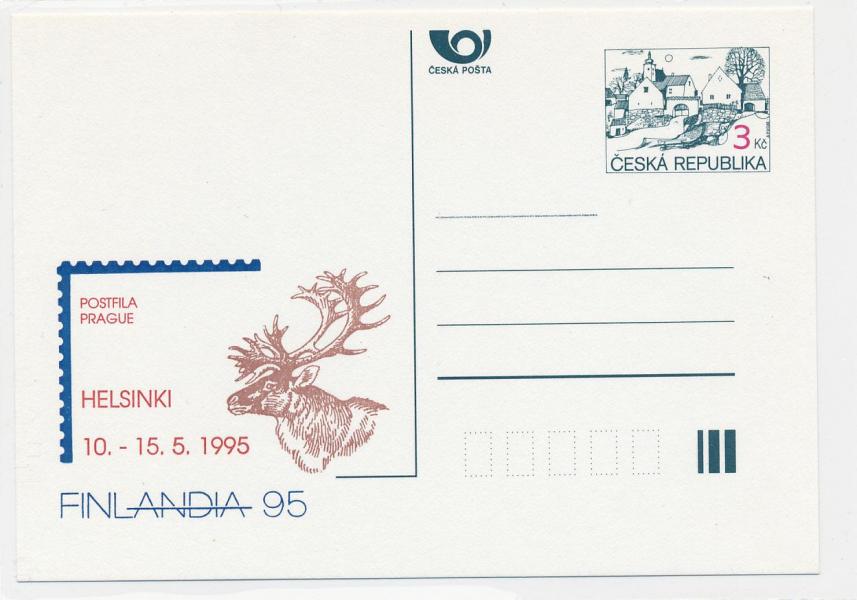 ČESKÁ POŠTA
3 Kč
ČESKÁ REPUBLIKA
POSTFILA
PRAGUE
HELSINKI
10. - 15. 5. 1995
FINLANDIA 95